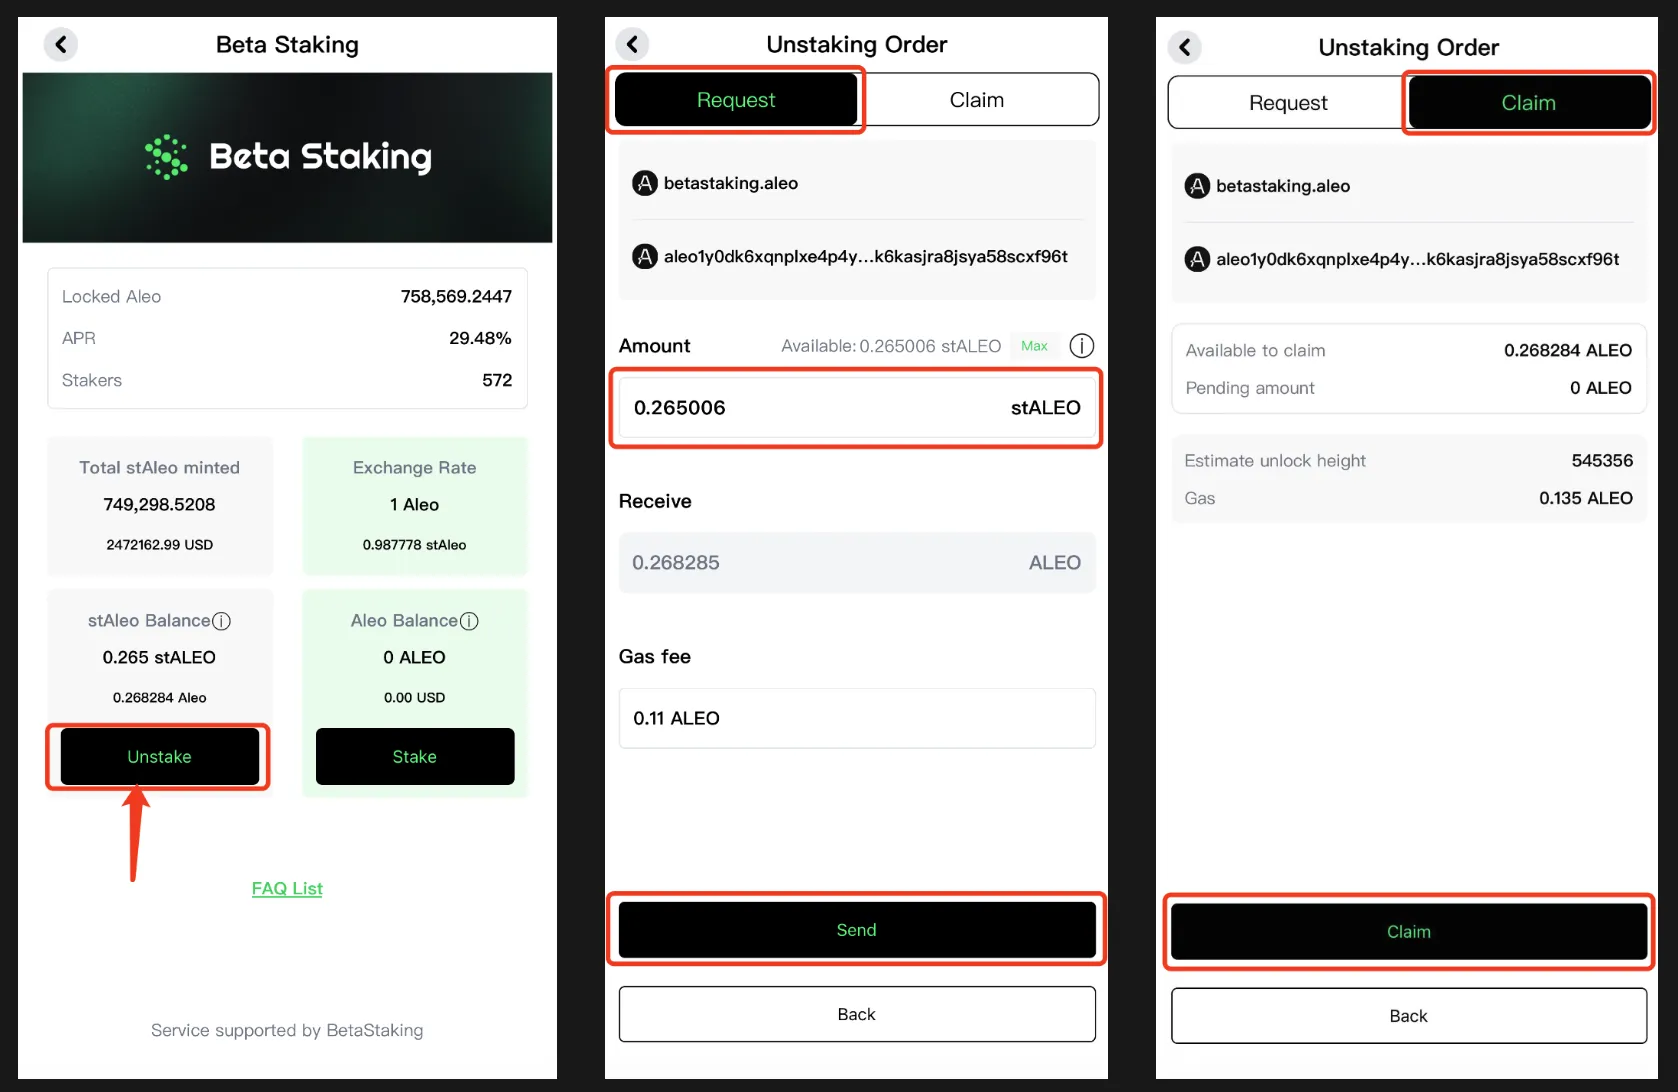 Beta Staking
Beta Staking
Locked Aleo 758,569.2447
APR 29.48%
Stakers 572
Total stAleo minted
749,298.5208
2472162.99 USD
Exchange Rate
1 Aleo
0.987778 stAleo
stAleo Balance
0.265 stALEO
0.268284 Aleo
Unstake
Aleo Balance
0 ALEO
0.00 USD
Stake
FAQ List
Service supported by BetaStaking
Unstaking Order
Request Claim
betastaking.aleo
aleo1y0dk6xqnplxe4p4y...k6kasjra8jsya58scxf96t
Amount Available: 0.265006 stALEO Max
0.265006 stALEO
Receive
0.268285 ALEO
Gas fee
0.11 ALEO
Send
Back
Unstaking Order
Request Claim
betastaking.aleo
aleo1y0dk6xqnplxe4p4y...k6kasjra8jsya58scxf96t
Available to claim 0.268284 ALEO
Pending amount 0 ALEO
Estimate unlock height 545356
Gas 0.135 ALEO
Claim
Back